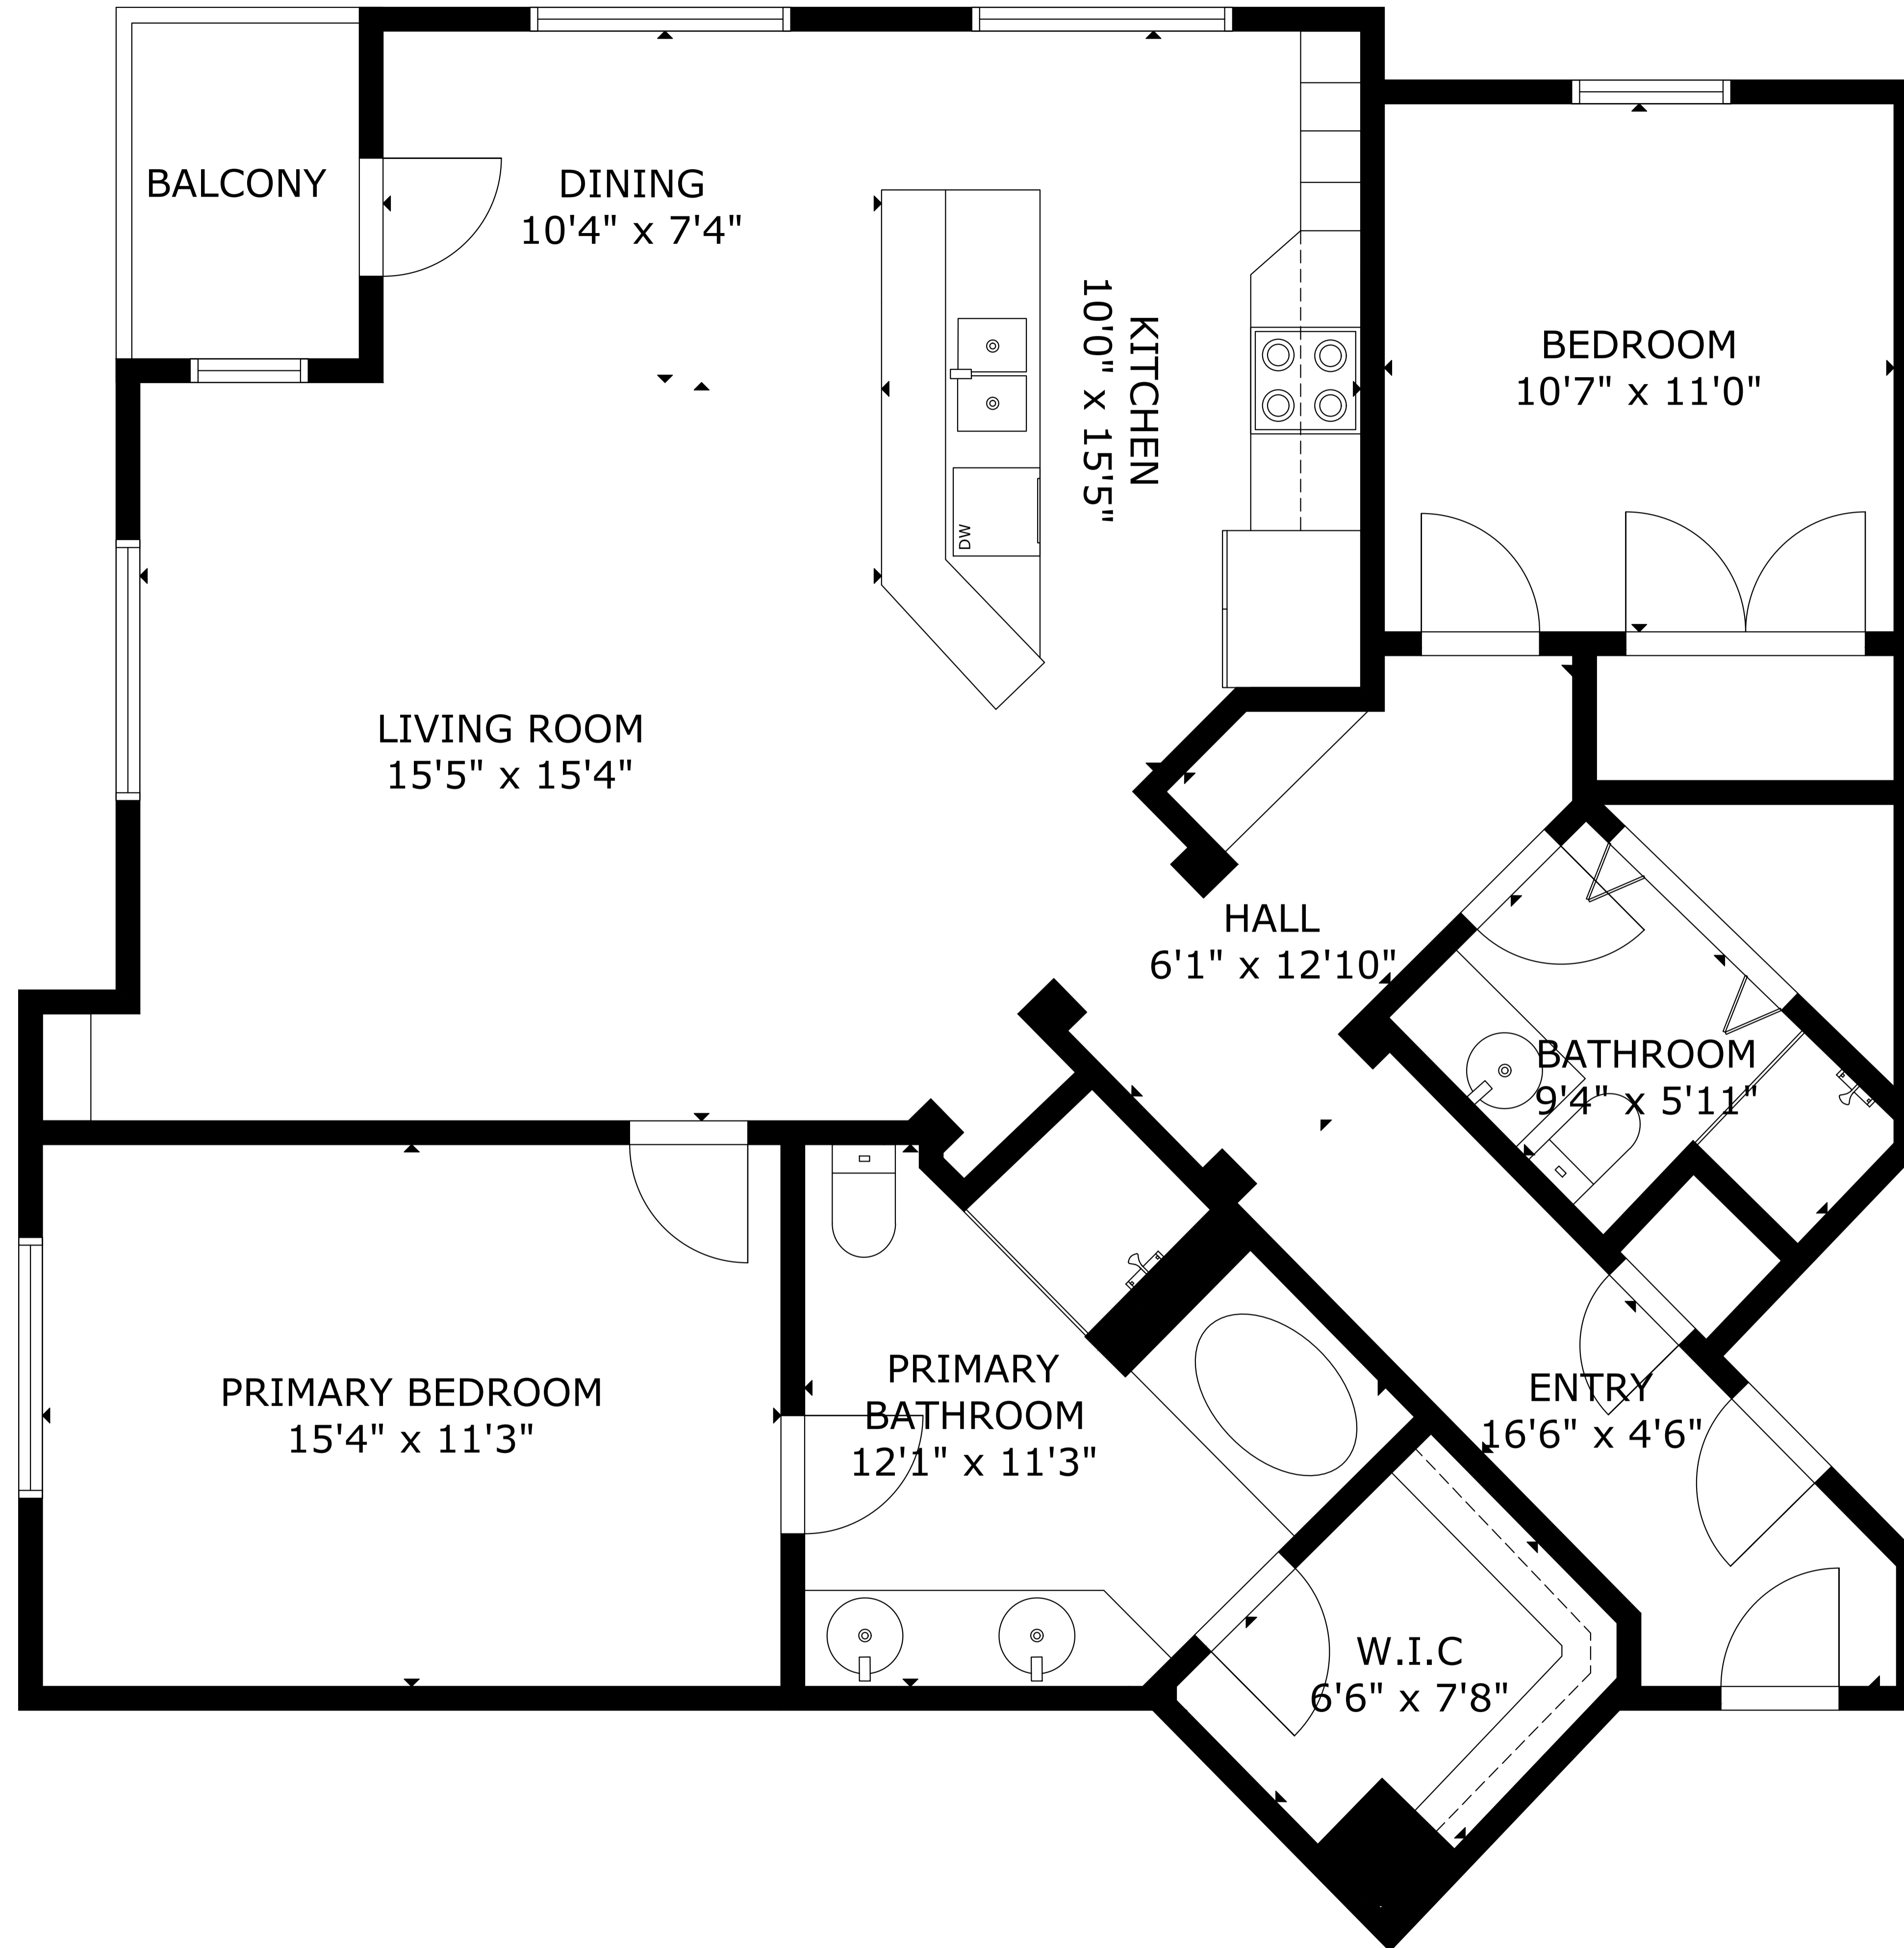 BALCONY
DINING
10'4" x 7'4"
KITCHEN
10'0" x 15'5"
BEDROOM
10'7" x 11'0"
DW
LIVING ROOM
15'5" x 15'4"
HALL
6'1" x 12'10"
BATHROOM
9'4" x 5'11"
PRIMARY BEDROOM
15'4" x 11'3"
PRIMARY
BATHROOM
12'1" x 11'3"
ENTRY
16'6" x 4'6"
W.I.C
6'6" x 7'8"